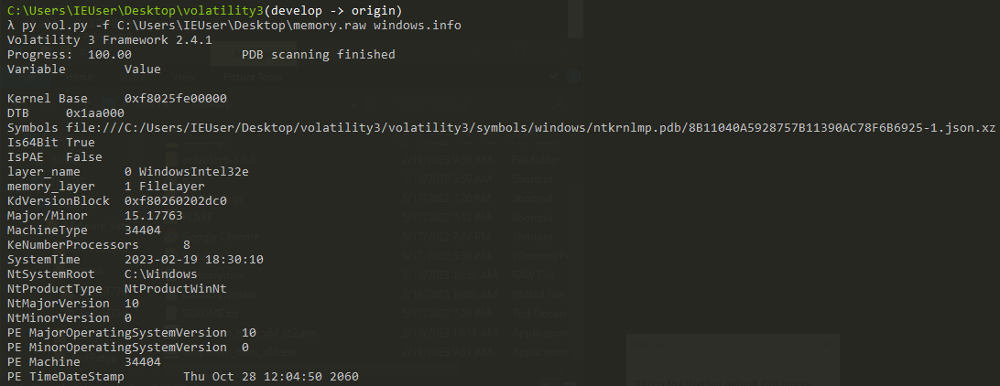 C:\Users\IEUser\Desktop\volatility3(develop -> origin)
λ py vol.py -f C:\Users\IEUser\Desktop\memory.raw windows.info
Volatility 3 Framework 2.4.1
Progress:  100.00               PDB scanning finished
Variable        Value

Kernel Base     0xf8025fe00000
DTB     0x1aa000
Symbols file:///C:/Users/IEUser/Desktop/volatility3/volatility3/symbols/windows/ntkrnlmp.pdb/8B11040A5928757B11390AC78F6B6925-1.json.xz
Is64Bit True
IsPAE   False
layer_name      0 WindowsIntel32e
memory_layer    1 FileLayer
KdVersionBlock  0xf80260202dc0
Major/Minor     15.17763
MachineType     34404
KeNumberProcessors      8
SystemTime      2023-02-19 18:30:10
NtSystemRoot    C:\Windows
NtProductType   NtProductWinNt
NtMajorVersion  10
NtMinorVersion  0
PE MajorOperatingSystemVersion  10
PE MinorOperatingSystemVersion  0
PE Machine      34404
PE TimeDateStamp        Thu Oct 28 12:04:50 2060